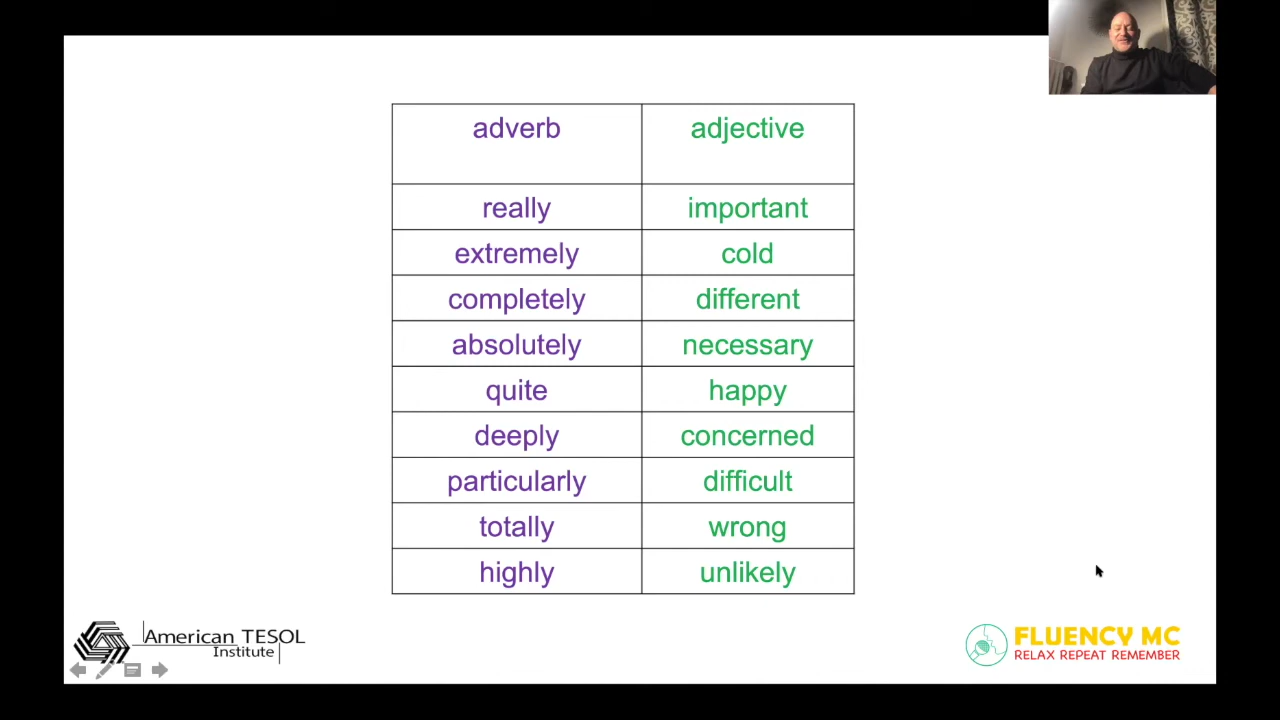 adverb adjective
really important
extremely cold
completely different
absolutely necessary
quite happy
deeply concerned
particularly difficult
totally wrong
highly unlikely
American TESOL
Institute
FLUENCY MC
RELAX REPEAT REMEMBER